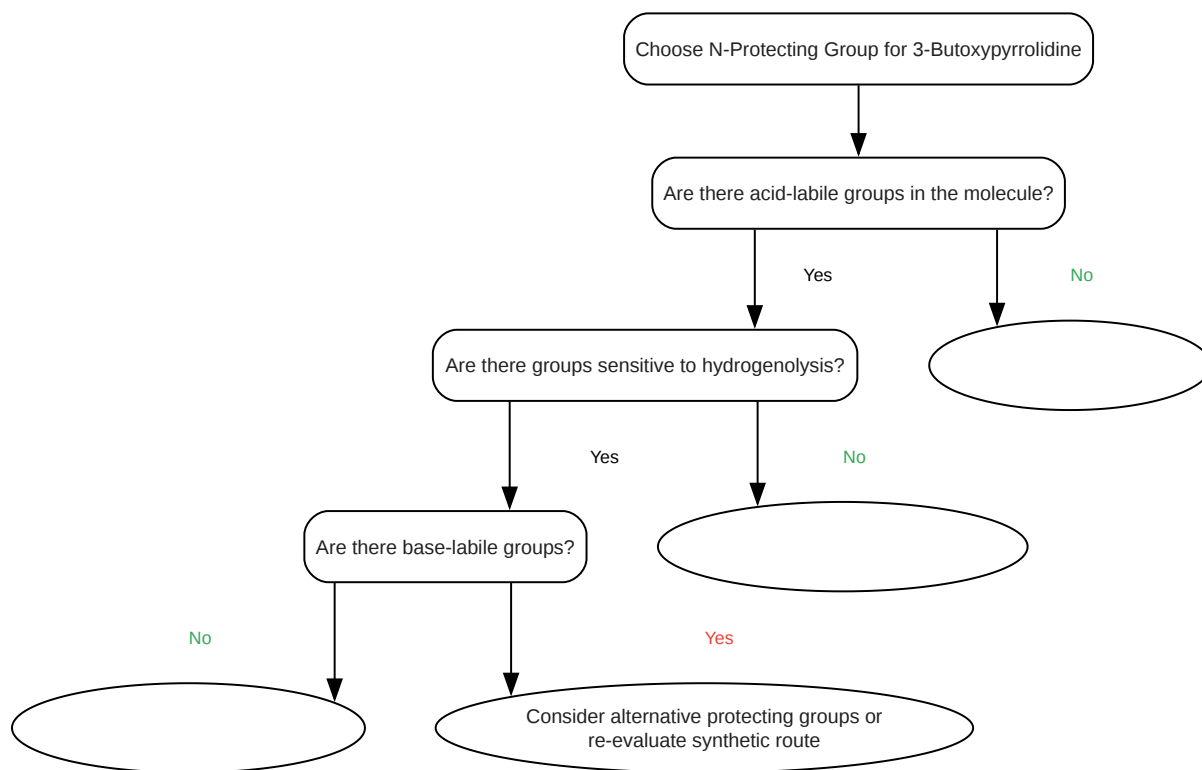 Choose N-Protecting Group for 3-Butoxypyrrolidine
Are there acid-labile groups in the molecule?
Yes
No
Are there groups sensitive to hydrogenolysis?
Yes
No
Are there base-labile groups?
No
Yes
Consider alternative protecting groups or
re-evaluate synthetic route